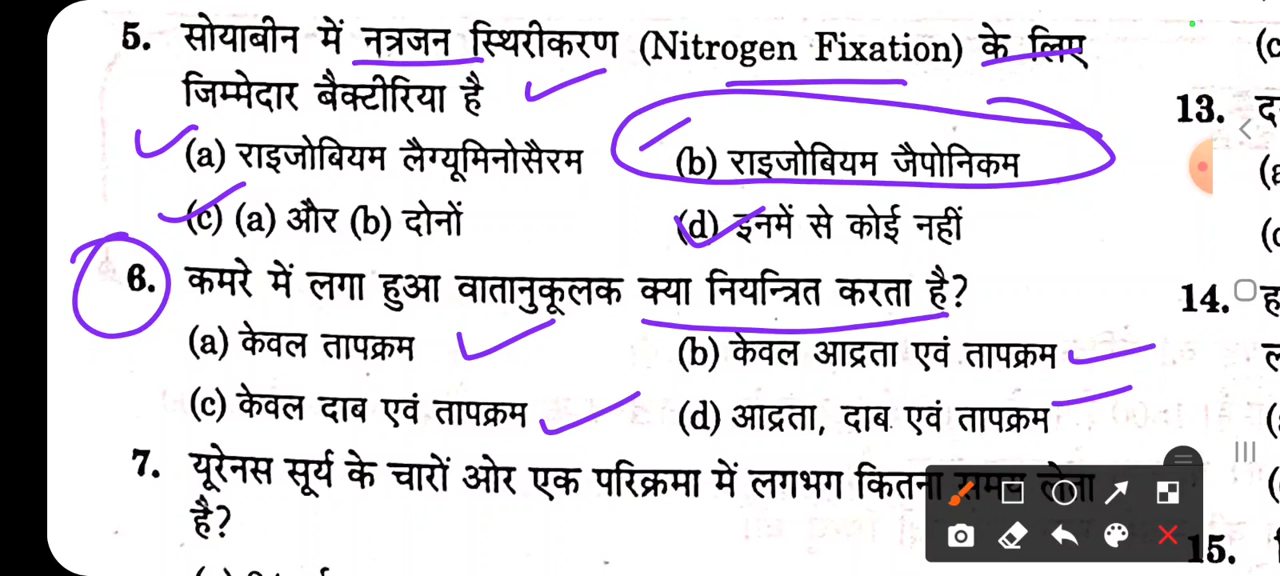 5. सोयाबीन में नत्रजन स्थिरीकरण (Nitrogen Fixation) के लिए
जिम्मेदार बैक्टीरिया है
(a) राइजोबियम लैग्यूमिनोसैरम (b) राइजोबियम जैपोनिकम
(c) (a) और (b) दोनों (d) इनमें से कोई नहीं
6. कमरे में लगा हुआ वातानुकूलक क्या नियन्त्रित करता है?
(a) केवल तापक्रम (b) केवल आद्रता एवं तापक्रम
(c) केवल दाब एवं तापक्रम (d) आद्रता, दाब एवं तापक्रम
7. यूरेनस सूर्य के चारों ओर एक परिक्रमा में लगभग कितना समय लेता
है?
13.
14.
15.